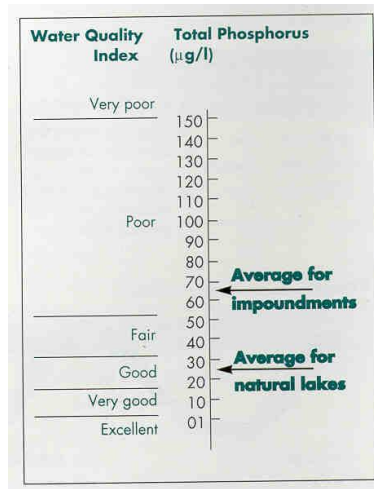 Water Quality Index
Total Phosphorus (µg/l)
Very poor
150
140
130
120
110
Poor
100
90
80
70
Average for impoundments
60
50
Fair
40
30
Average for natural lakes
Good
20
Very good
10
Excellent
01